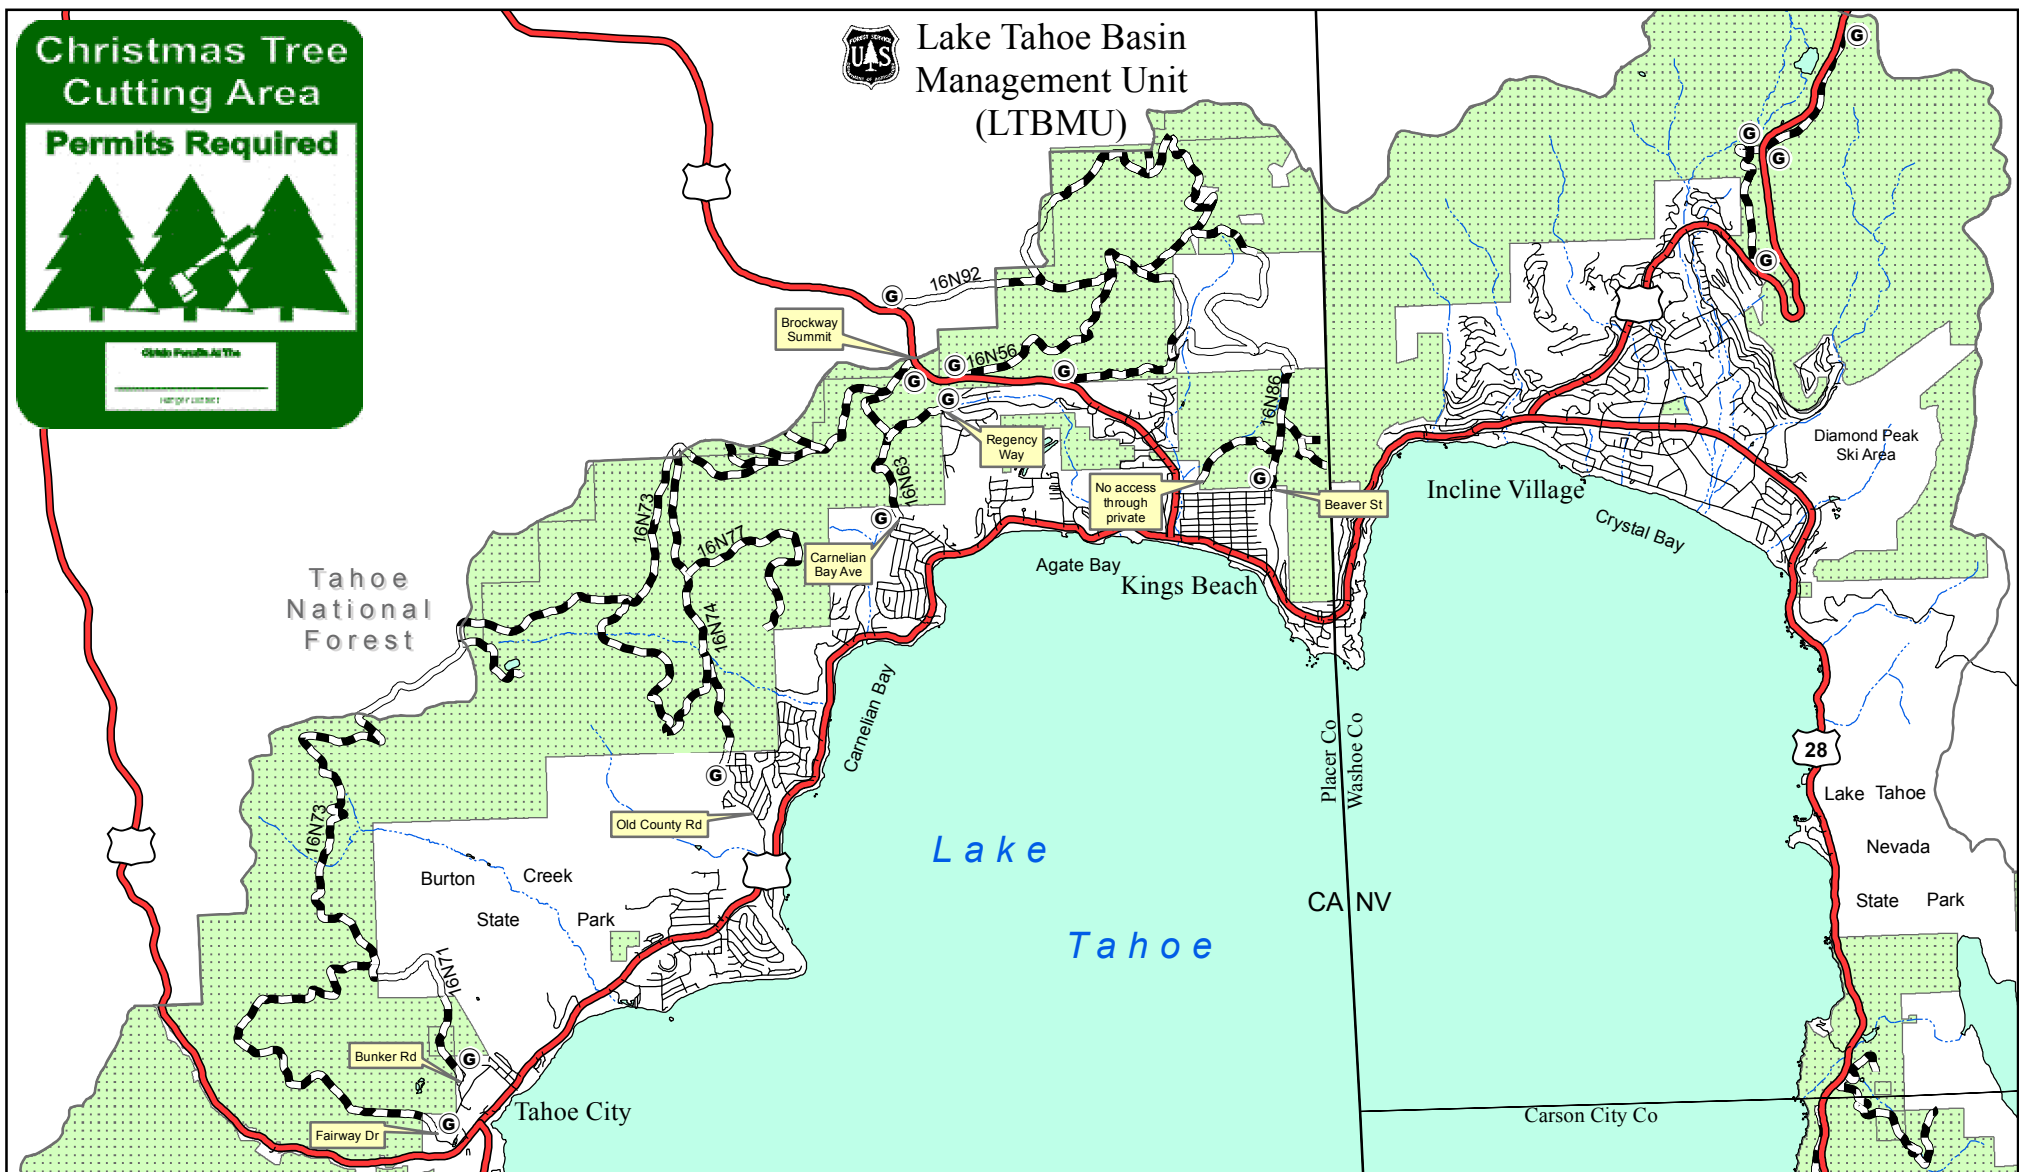 Christmas Tree
Cutting Area
Permits Required
Lake Tahoe Basin
Management Unit
(LTBMU)
FOREST SERVICE
U S
G
G
G
G
G
16N92
Brockway
Summit
G
16N56
G
G
G
16N86
Regency
Way
Diamond Peak
Ski Area
16N63
No access
through
private
G
Beaver St
Incline Village
Crystal Bay
16N73
16N77
G
Carnelian
Bay Ave
Agate Bay
Kings Beach
Tahoe
National
Forest
16N74
Carnelian Bay
Placer Co
Washoe Co
28
G
Old County Rd
Lake Tahoe
Nevada
State Park
16N73
Burton Creek
State Park
Lake
Tahoe
CA NV
16N71
Bunker Rd
G
Tahoe City
G
Fairway Dr
Carson City Co